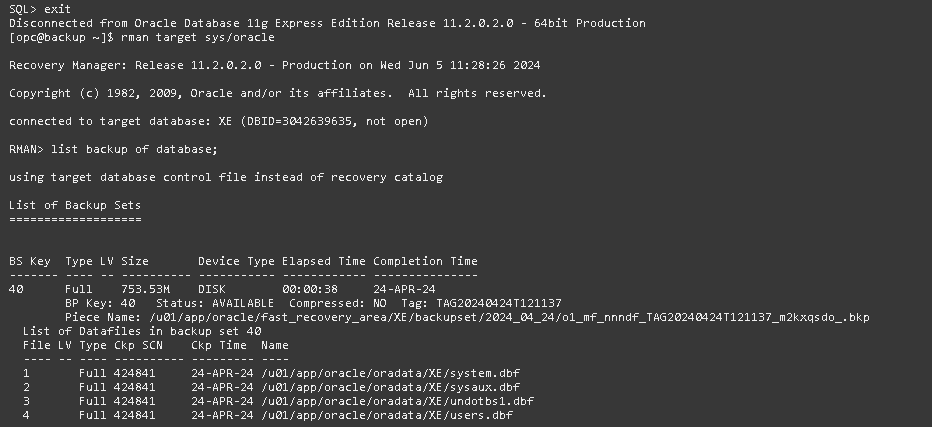 SQL> exit
Disconnected from Oracle Database 11g Express Edition Release 11.2.0.2.0 - 64bit Production
[opc@backup ~]$ rman target sys/oracle
Recovery Manager: Release 11.2.0.2.0 - Production on Wed Jun 5 11:28:26 2024
Copyright (c) 1982, 2009, Oracle and/or its affiliates.  All rights reserved.
connected to target database: XE (DBID=3042639635, not open)
RMAN> list backup of database;
using target database control file instead of recovery catalog
List of Backup Sets
===================
BS Key  Type LV Size       Device Type Elapsed Time Completion Time
------- ---- -- ---------- ----------- ------------ ---------------
40      Full    753.53M    DISK        00:00:38     24-APR-24
        BP Key: 40   Status: AVAILABLE  Compressed: NO  Tag: TAG20240424T121137
        Piece Name: /u01/app/oracle/fast_recovery_area/XE/backupset/2024_04_24/o1_mf_nnndf_TAG20240424T121137_m2kxqsdo_.bkp
  List of Datafiles in backup set 40
  File LV Type Ckp SCN    Ckp Time  Name
  ---- -- ---- ---------- --------- ----
  1       Full 424841     24-APR-24 /u01/app/oracle/oradata/XE/system.dbf
  2       Full 424841     24-APR-24 /u01/app/oracle/oradata/XE/sysaux.dbf
  3       Full 424841     24-APR-24 /u01/app/oracle/oradata/XE/undotbs1.dbf
  4       Full 424841     24-APR-24 /u01/app/oracle/oradata/XE/users.dbf